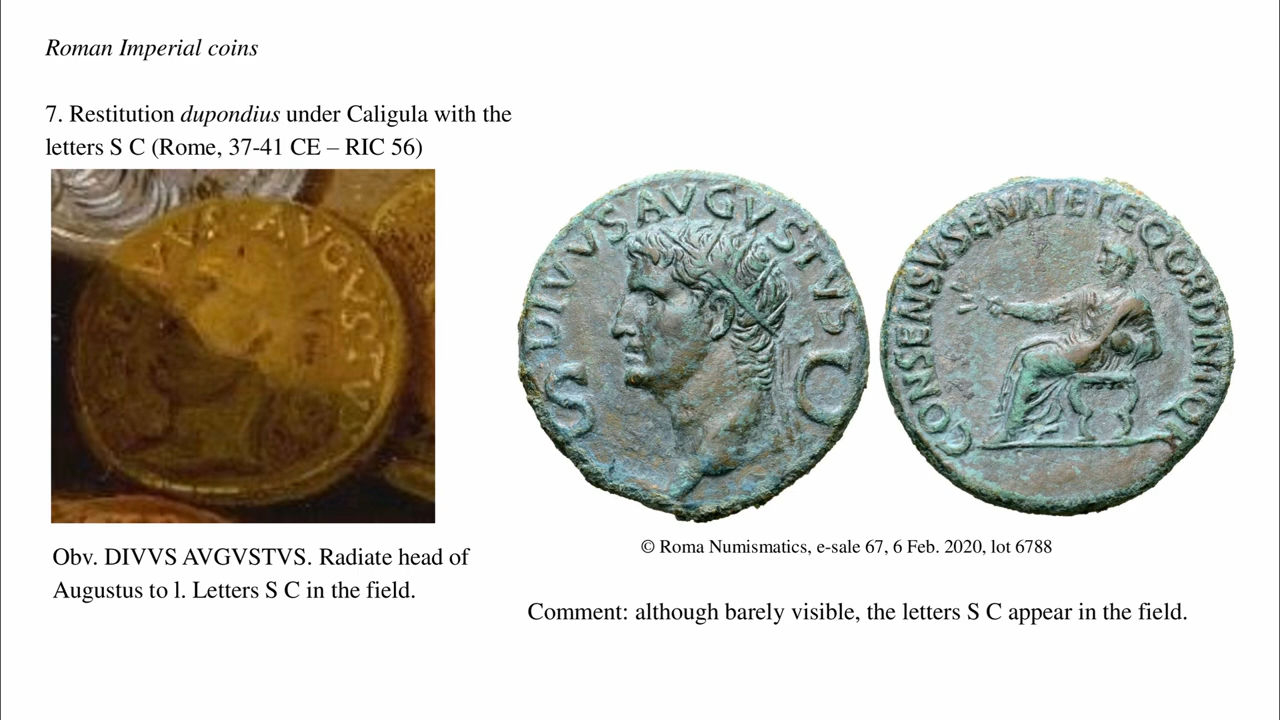 Roman Imperial coins
7. Restitution dupondius under Caligula with the
letters S C (Rome, 37-41 CE – RIC 56)
VVS AVGVSTVS
S DIVVS AVGVSTVS C
CONSENSV SENAT ET EQ ORDIN P Q R
Obv. DIVVS AVGVSTVS. Radiate head of
Augustus to l. Letters S C in the field.
© Roma Numismatics, e-sale 67, 6 Feb. 2020, lot 6788
Comment: although barely visible, the letters S C appear in the field.